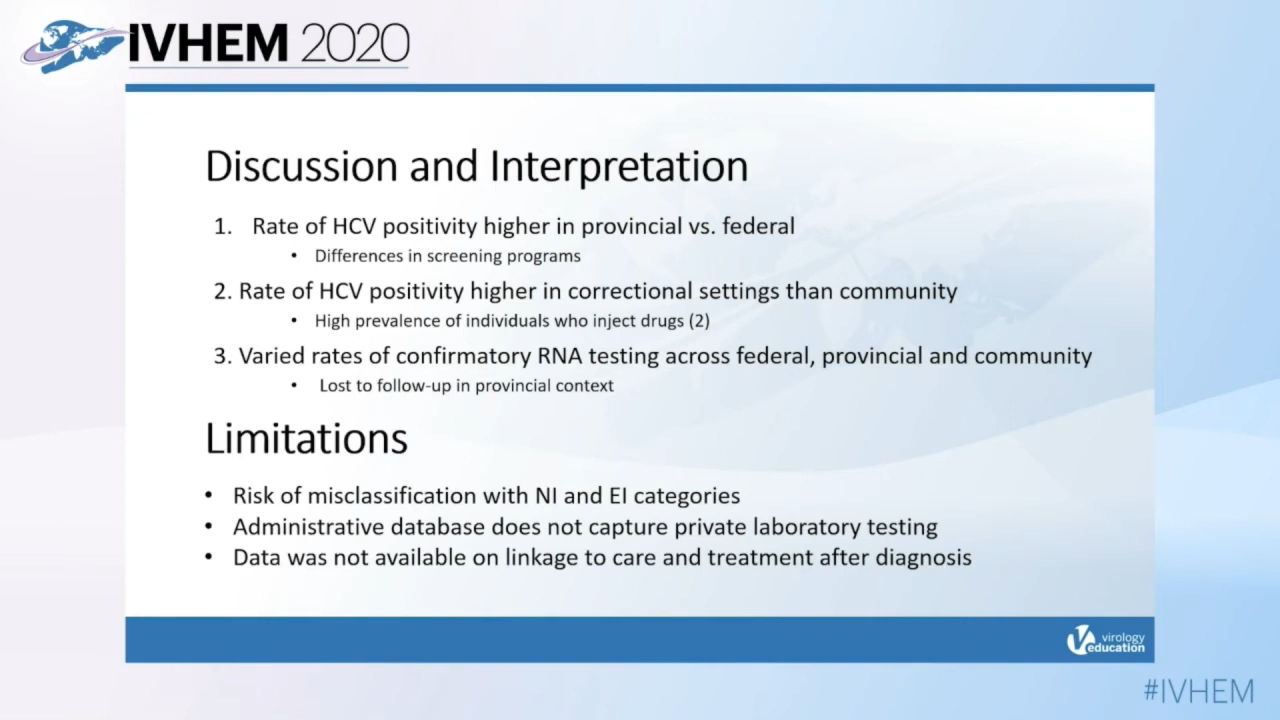 IVHEM 2020
Discussion and Interpretation
1. Rate of HCV positivity higher in provincial vs. federal
• Differences in screening programs
2. Rate of HCV positivity higher in correctional settings than community
• High prevalence of individuals who inject drugs (2)
3. Varied rates of confirmatory RNA testing across federal, provincial and community
• Lost to follow-up in provincial context
Limitations
• Risk of misclassification with NI and EI categories
• Administrative database does not capture private laboratory testing
• Data was not available on linkage to care and treatment after diagnosis
virology
education
#IVHEM